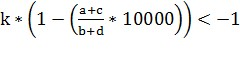 k * (1 − ((a+c)/(b+d) * 10000)) < −1